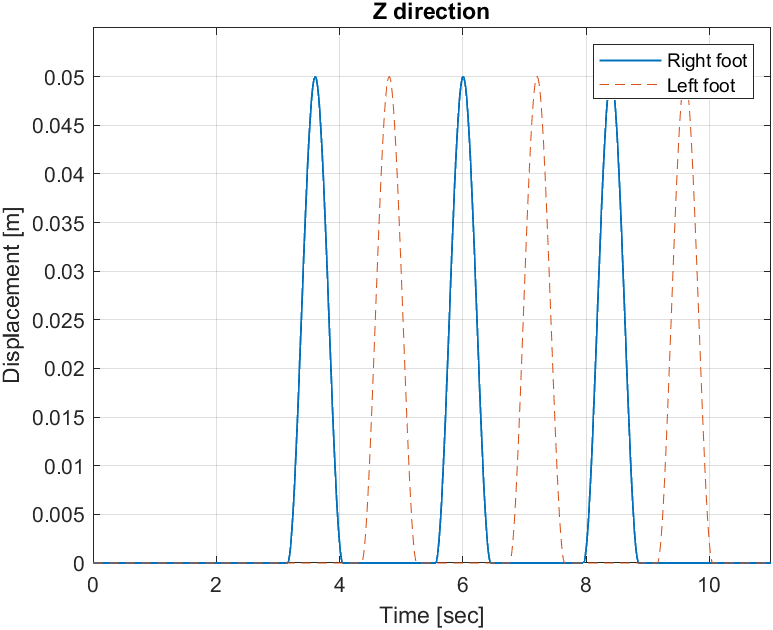 Z direction
Right foot
Left foot
0.05
0.045
0.04
0.035
0.03
0.025
0.02
0.015
0.01
0.005
0
Displacement [m]
0 2 4 6 8 10
Time [sec]